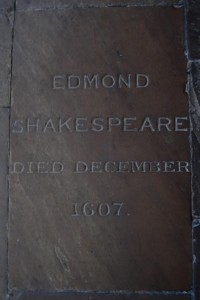 EDMOND
SHAKESPEARE
DIED DECEMBER
1607.